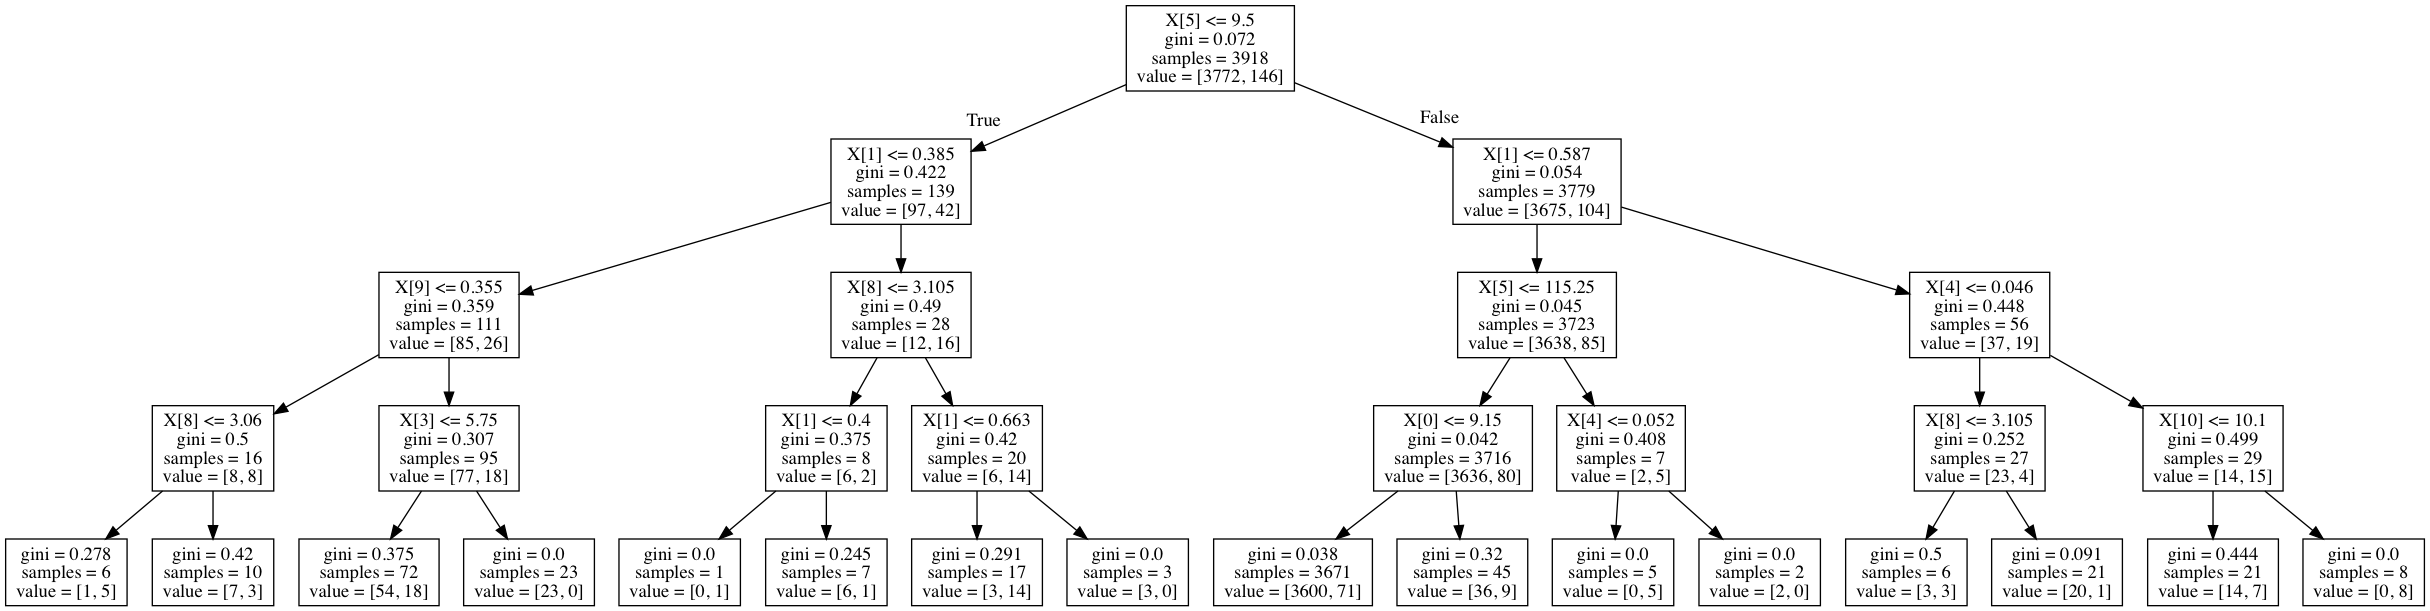 X[5] <= 9.5
gini = 0.072
samples = 3918
value = [3772, 146]
True
False
X[1] <= 0.385
gini = 0.422
samples = 139
value = [97, 42]
X[1] <= 0.587
gini = 0.054
samples = 3779
value = [3675, 104]
X[9] <= 0.355
gini = 0.359
samples = 111
value = [85, 26]
X[8] <= 3.105
gini = 0.49
samples = 28
value = [12, 16]
X[5] <= 115.25
gini = 0.045
samples = 3723
value = [3638, 85]
X[4] <= 0.046
gini = 0.448
samples = 56
value = [37, 19]
X[8] <= 3.06
gini = 0.5
samples = 16
value = [8, 8]
X[3] <= 5.75
gini = 0.307
samples = 95
value = [77, 18]
X[1] <= 0.4
gini = 0.375
samples = 8
value = [6, 2]
X[1] <= 0.663
gini = 0.42
samples = 20
value = [6, 14]
X[0] <= 9.15
gini = 0.042
samples = 3716
value = [3636, 80]
X[4] <= 0.052
gini = 0.408
samples = 7
value = [2, 5]
X[8] <= 3.105
gini = 0.252
samples = 27
value = [23, 4]
X[10] <= 10.1
gini = 0.499
samples = 29
value = [14, 15]
gini = 0.278
samples = 6
value = [1, 5]
gini = 0.42
samples = 10
value = [7, 3]
gini = 0.375
samples = 72
value = [54, 18]
gini = 0.0
samples = 23
value = [23, 0]
gini = 0.0
samples = 1
value = [0, 1]
gini = 0.245
samples = 7
value = [6, 1]
gini = 0.291
samples = 17
value = [3, 14]
gini = 0.0
samples = 3
value = [3, 0]
gini = 0.038
samples = 3671
value = [3600, 71]
gini = 0.32
samples = 45
value = [36, 9]
gini = 0.0
samples = 5
value = [0, 5]
gini = 0.0
samples = 2
value = [2, 0]
gini = 0.5
samples = 6
value = [3, 3]
gini = 0.091
samples = 21
value = [20, 1]
gini = 0.444
samples = 21
value = [14, 7]
gini = 0.0
samples = 8
value = [0, 8]